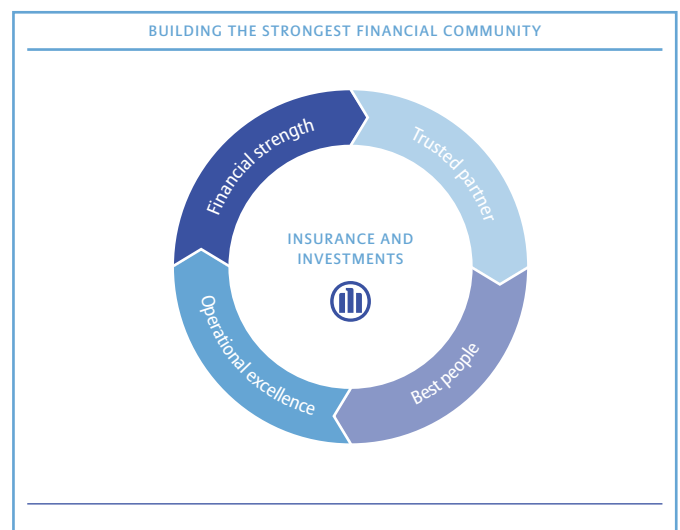 BUILDING THE STRONGEST FINANCIAL COMMUNITY
Financial strength
Trusted partner
INSURANCE AND
INVESTMENTS
Operational excellence
Best people